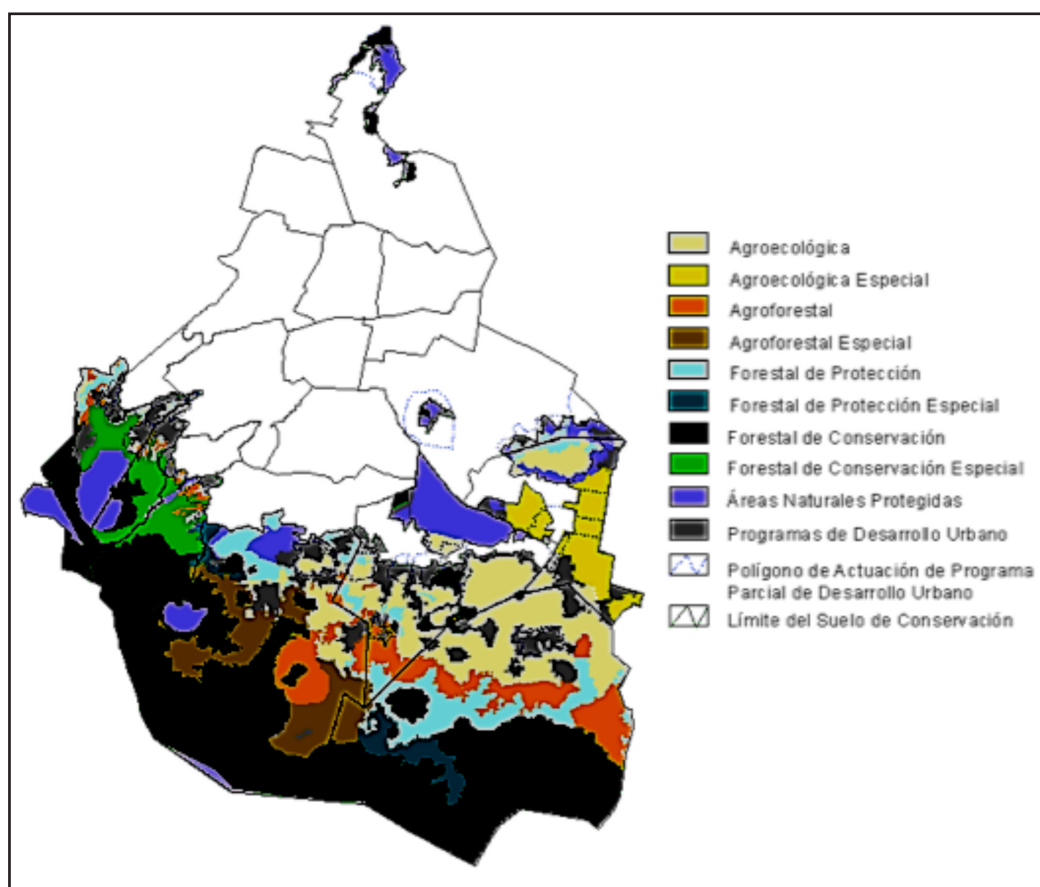 Agroecológica
Agroecológica Especial
Agroforestal
Agroforestal Especial
Forestal de Protección
Forestal de Protección Especial
Forestal de Conservación
Forestal de Conservación Especial
Áreas Naturales Protegidas
Programas de Desarrollo Urbano
Polígono de Actuación de Programa
Parcial de Desarrollo Urbano
Límite del Suelo de Conservación